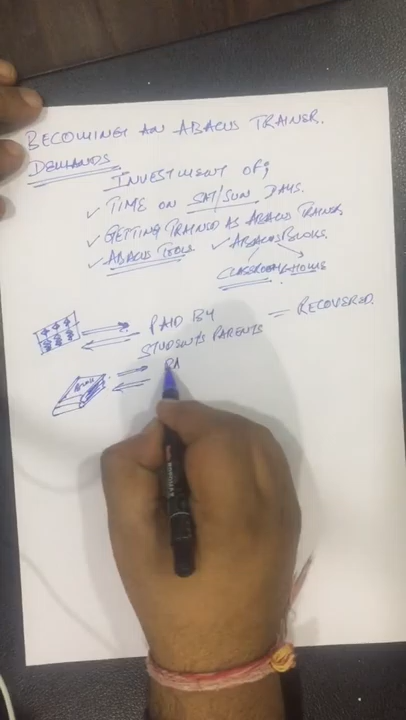 BECOMING AN ABACUS TRAINER.
DEMANDS
INVESTMENT OF;
✓ TIME ON SAT/SUN DAYS.
✓ GETTING TRAINED AS ABACUS TRAINER
✓ ABACUS TOOLS ✓ ABACUS BOOKS.
CLASSROOM & HOME
PAID BY
STUDENTS PARENTS = RECOVERED.